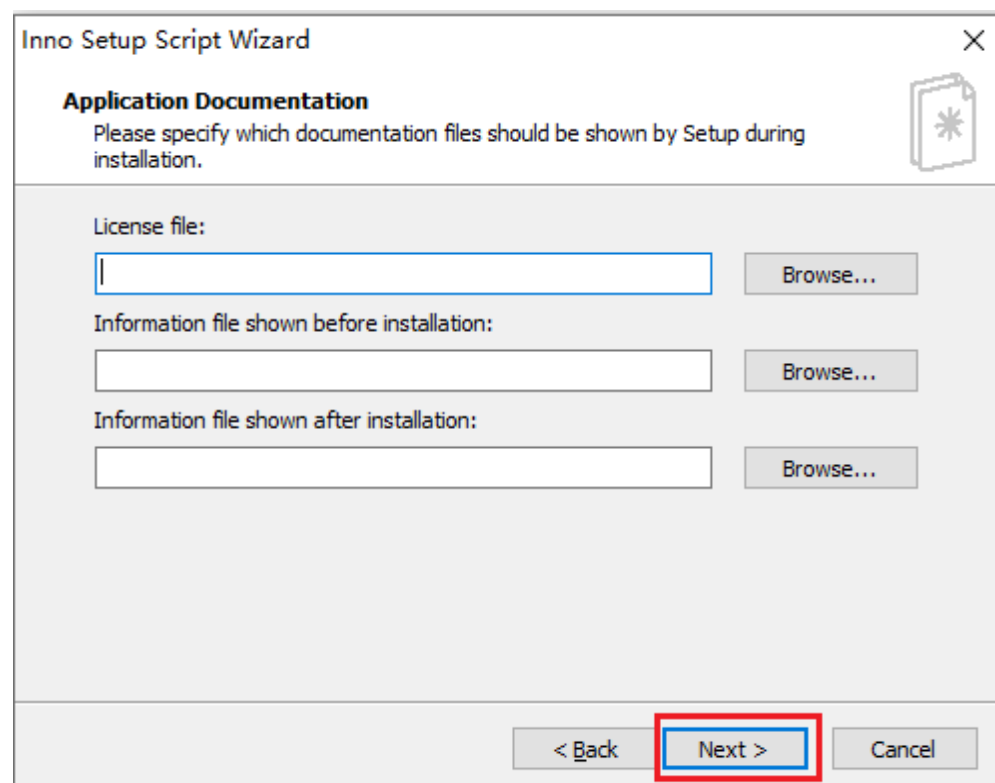 Inno Setup Script Wizard
Application Documentation
Please specify which documentation files should be shown by Setup during
installation.
License file:
Browse...
Information file shown before installation:
Browse...
Information file shown after installation:
Browse...
< Back
Next >
Cancel